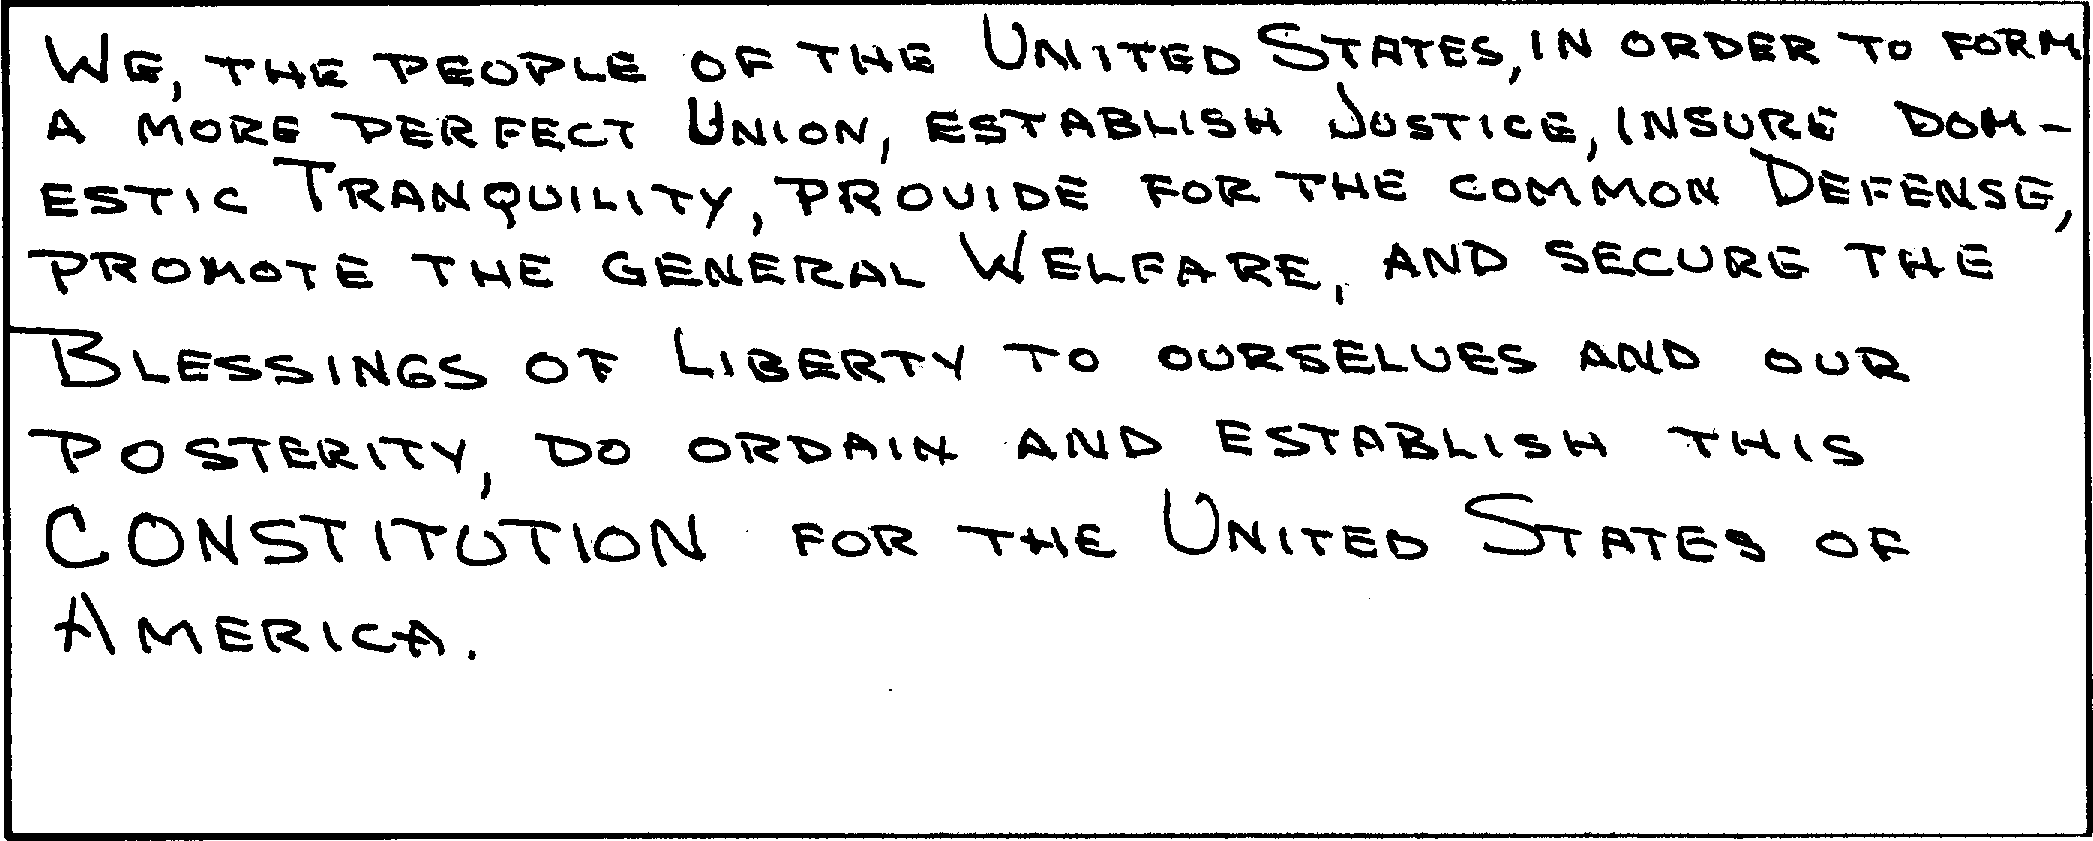 WE, THE PEOPLE OF THE UNITED STATES, IN ORDER TO FORM
A MORE PERFECT UNION, ESTABLISH JUSTICE, INSURE DOM-
ESTIC TRANQUILITY, PROVIDE FOR THE COMMON DEFENSE,
PROMOTE THE GENERAL WELFARE, AND SECURE THE
BLESSINGS OF LIBERTY TO OURSELVES AND OUR
POSTERITY, DO ORDAIN AND ESTABLISH THIS
CONSTITUTION FOR THE UNITED STATES OF
AMERICA.